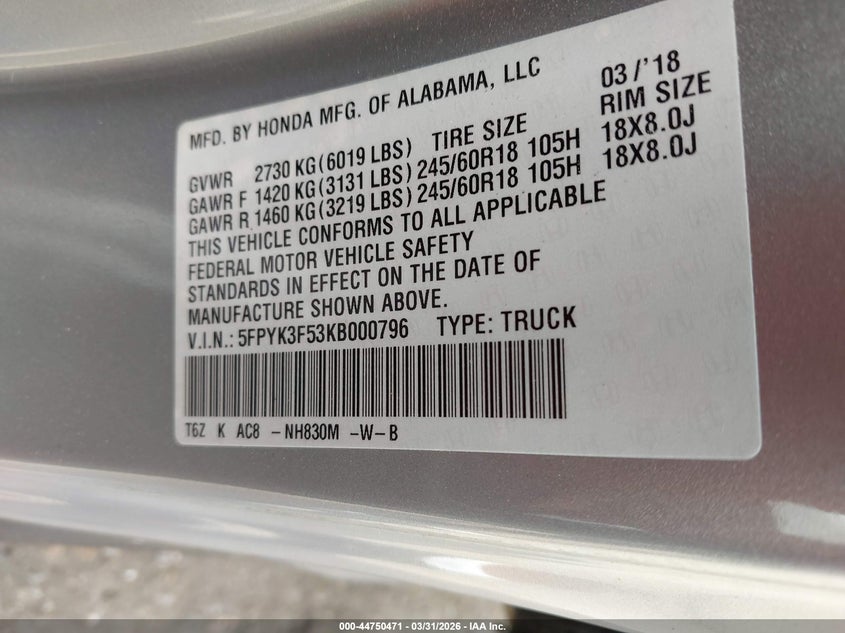 MFD. BY HONDA MFG. OF ALABAMA, LLC 03/'18
GVWR 2730 KG(6019 LBS) TIRE SIZE RIM SIZE
GAWR F 1420 KG(3131 LBS) 245/60R18 105H 18X8.0J
GAWR R 1460 KG(3219 LBS) 245/60R18 105H 18X8.0J
THIS VEHICLE CONFORMS TO ALL APPLICABLE
FEDERAL MOTOR VEHICLE SAFETY
STANDARDS IN EFFECT ON THE DATE OF
MANUFACTURE SHOWN ABOVE.
V.I.N.: 5FPYK3F53KB000796 TYPE: TRUCK
T6Z K AC8 -NH830M -W-B
000-44750471 - 03/31/2026 - IAA Inc.